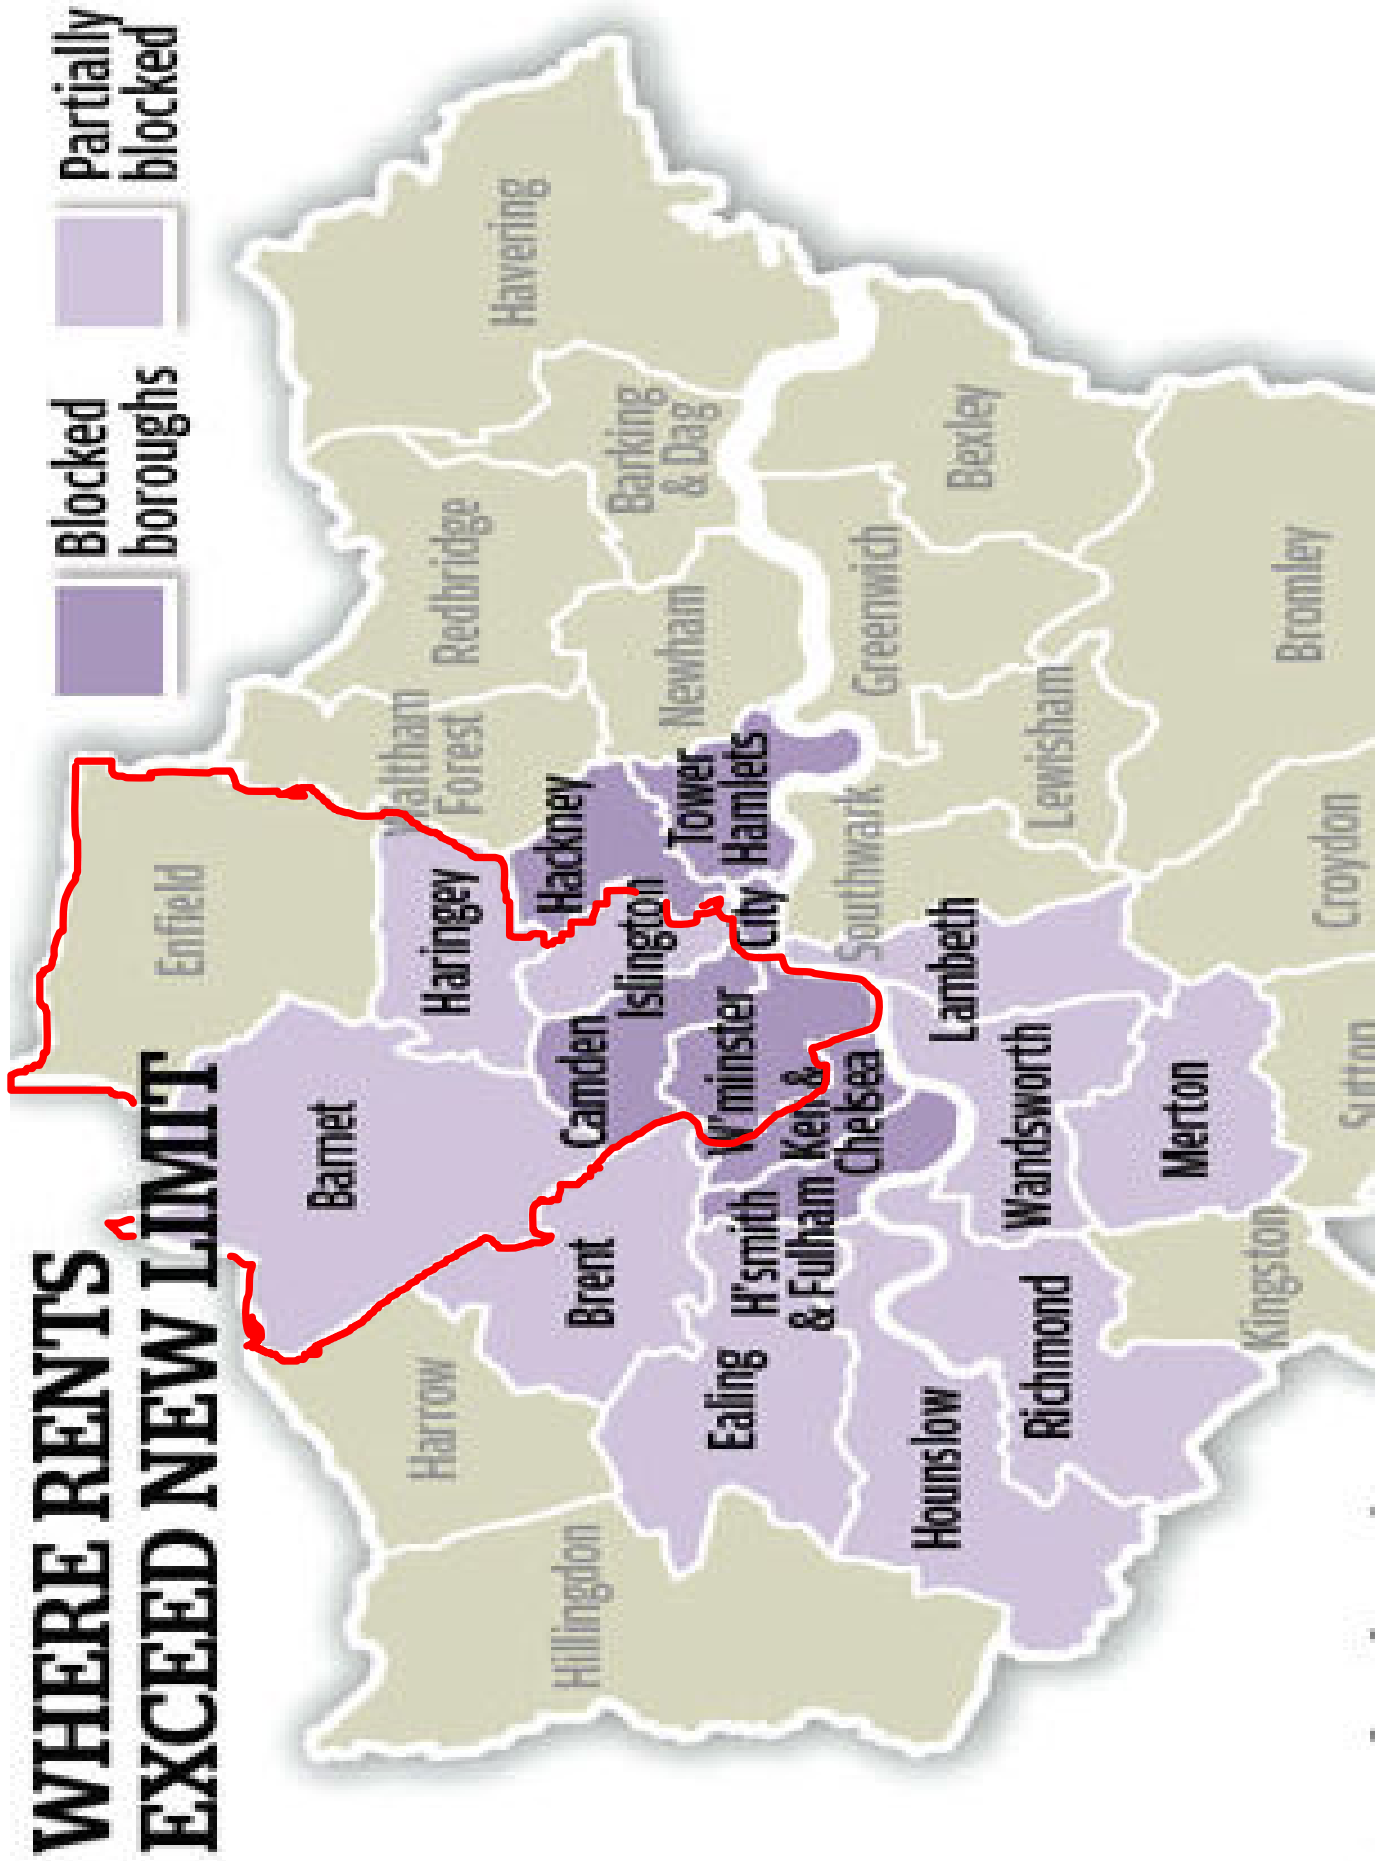 WHERE RENTS
EXCEED NEW LIMIT
Blocked
boroughs
Partially
blocked
Enfield
Barnet
Haringey
Waltham
Forest
Redbridge
Havering
Harrow
Brent
Camden
Islington
Hackney
Newham
Barking
& Dag
Hillingdon
Ealing
H'smith
& Fulham
Ken &
Chelsea
W'minster
City
Tower
Hamlets
Hounslow
Richmond
Wandsworth
Lambeth
Southwark
Lewisham
Greenwich
Bexley
Merton
Kingston
Sutton
Croydon
Bromley